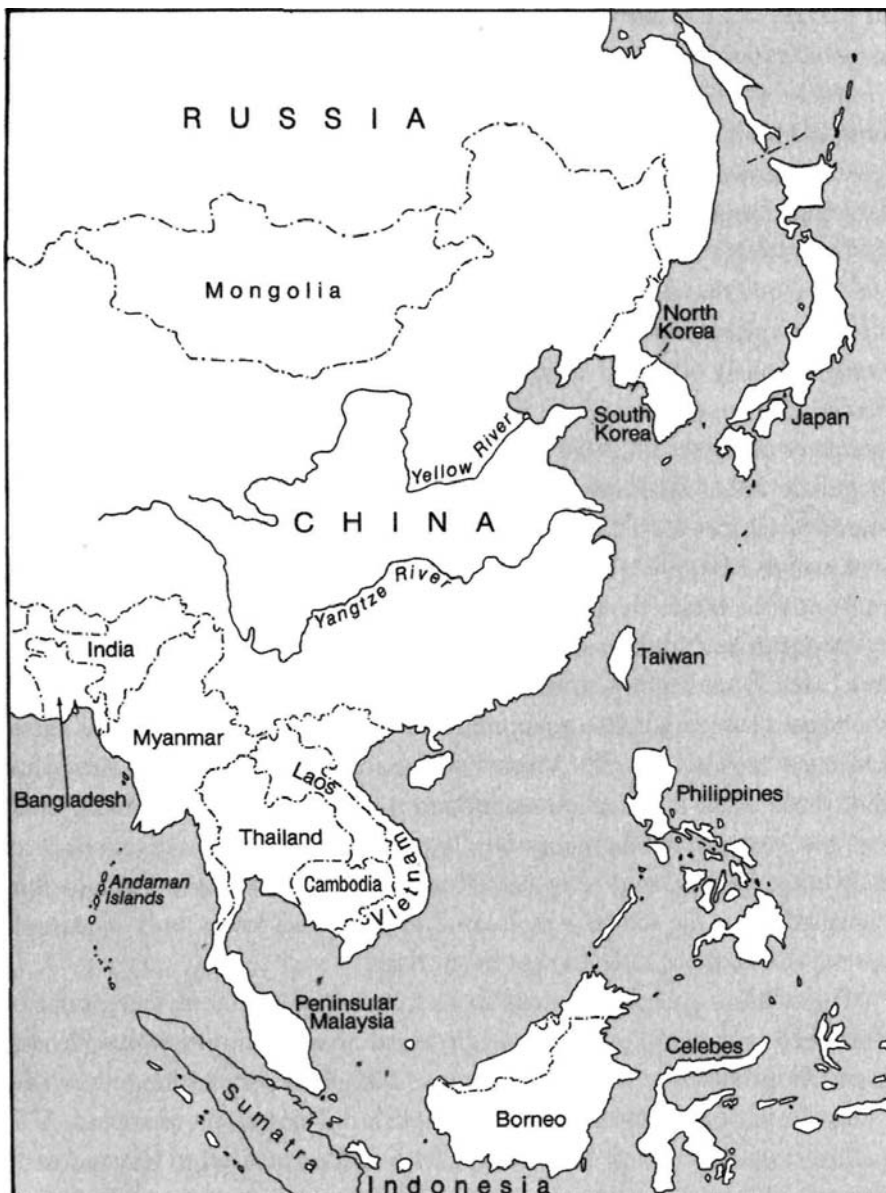 RUSSIA
Mongolia
North
Korea
South
Korea
Japan
Yellow River
CHINA
Yangtze River
India
Taiwan
Myanmar
Laos
Bangladesh
Philippines
Thailand
Cambodia
Vietnam
Andaman
Islands
Peninsular
Malaysia
Celebes
Sumatra
Borneo
Indonesia